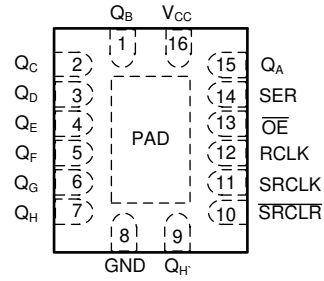 QB VCC
1 16
QC 2 15 QA
QD 3 14 SER
QE 4 13 OE
PAD
QF 5 12 RCLK
QG 6 11 SRCLK
QH 7 10 SRCLR
8 9
GND QH`